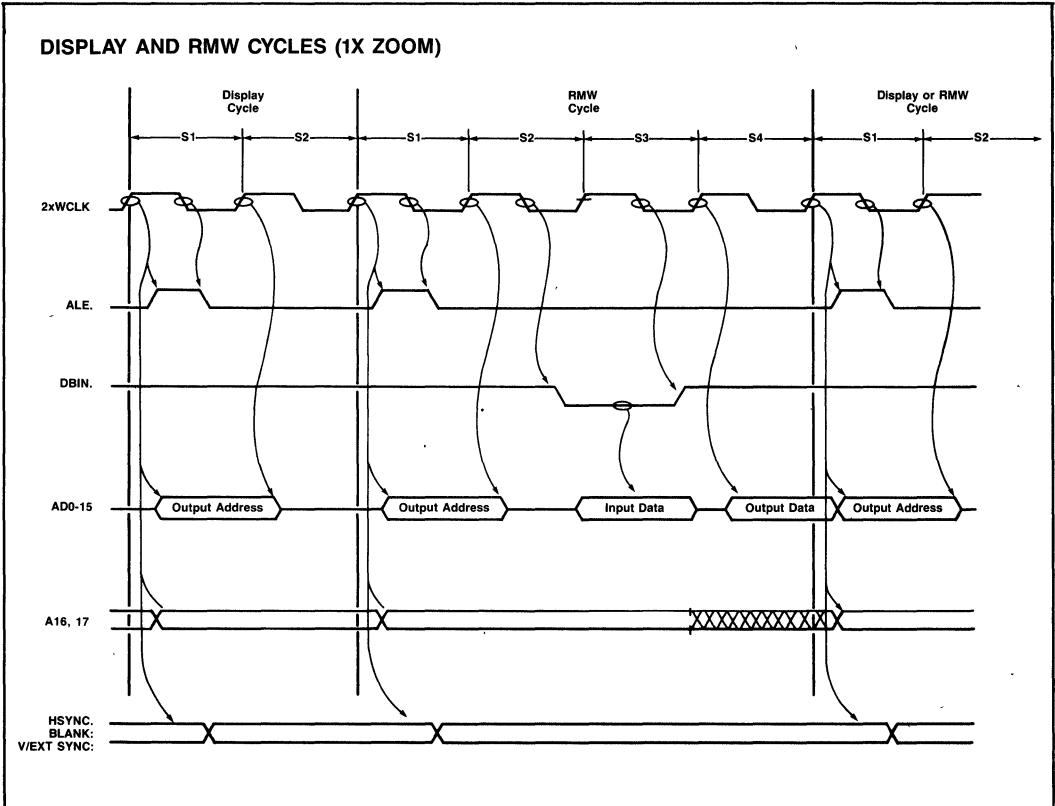 DISPLAY AND RMW CYCLES (1X ZOOM)
Display
Cycle
RMW
Cycle
Display or RMW
Cycle
S1
S2
S1
S2
S3
S4
S1
S2
2xWCLK
ALE.
DBIN.
AD0-15
Output Address
Output Address
Input Data
Output Data
Output Address
A16, 17
HSYNC.
BLANK:
V/EXT SYNC: